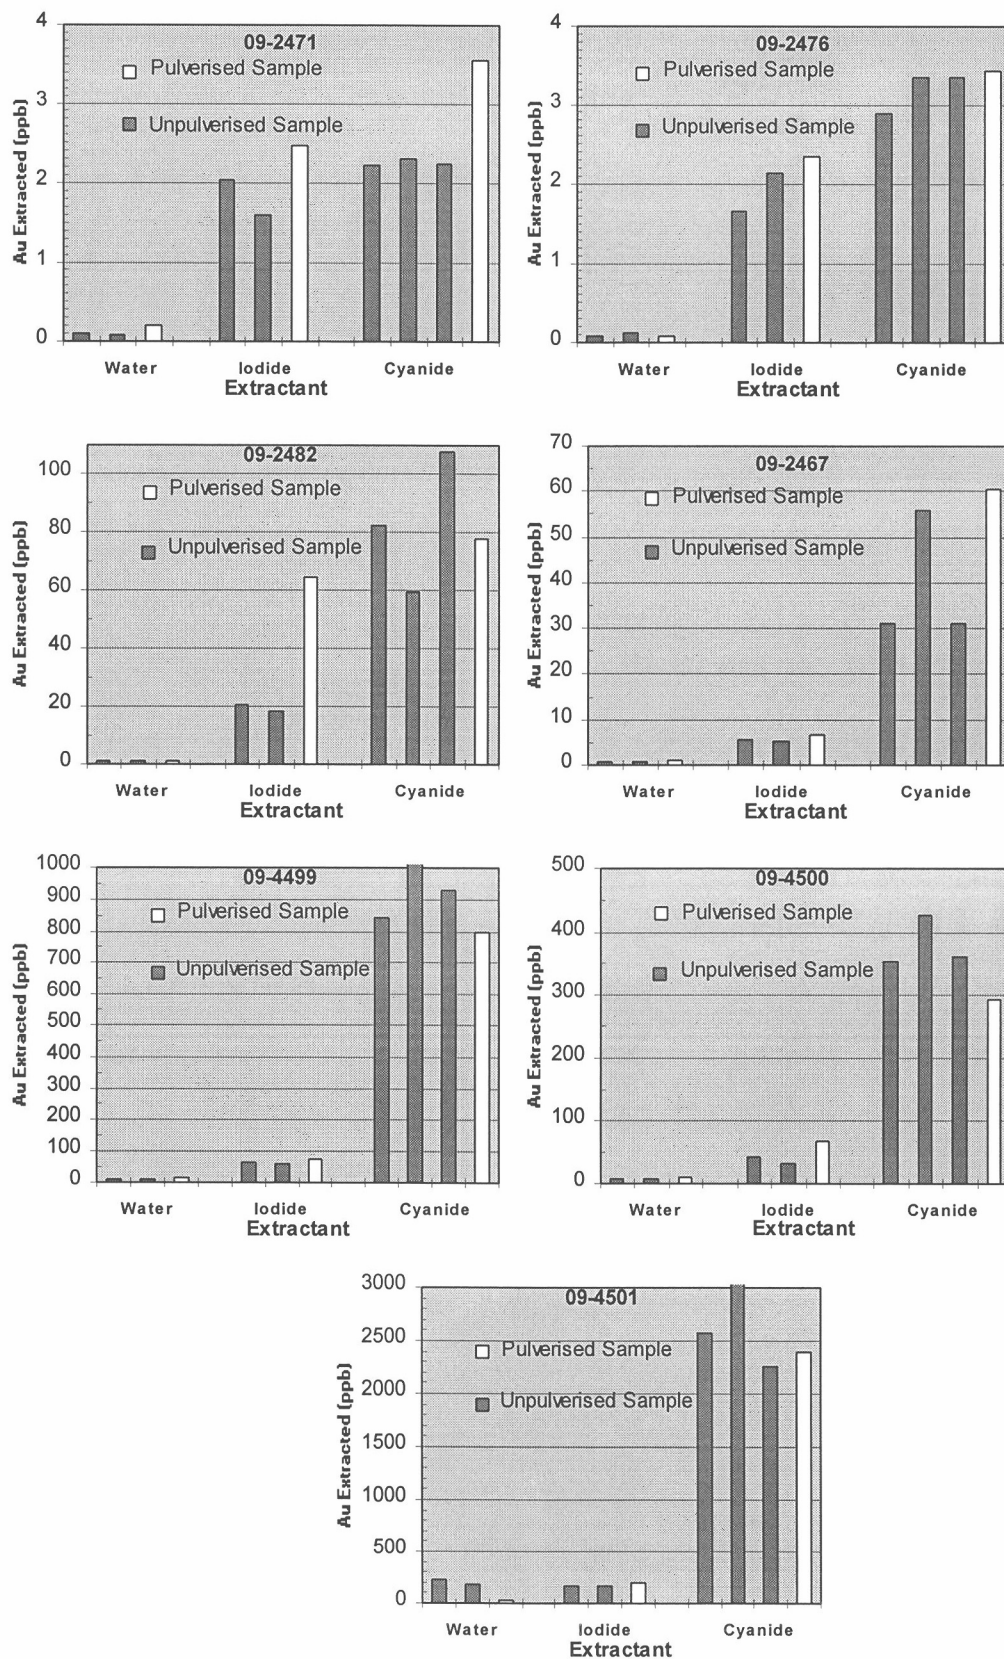 09-2471
Pulverised Sample
Unpulverised Sample
Au Extracted (ppb)
4
3
2
1
0
Water Iodide Cyanide
Extractant
09-2476
Pulverised Sample
Unpulverised Sample
Au Extracted (ppb)
4
3
2
1
0
Water Iodide Cyanide
Extractant
09-2482
Pulverised Sample
Unpulverised Sample
Au Extracted (ppb)
100
80
60
40
20
0
Water Iodide Cyanide
Extractant
09-2467
Pulverised Sample
Unpulverised Sample
Au Extracted (ppb)
70
60
50
40
30
20
10
0
Water Iodide Cyanide
Extractant
09-4499
Pulverised Sample
Unpulverised Sample
Au Extracted (ppb)
1000
900
800
700
600
500
400
300
200
100
0
Water Iodide Cyanide
Extractant
09-4500
Pulverised Sample
Unpulverised Sample
Au Extracted (ppb)
500
400
300
200
100
0
Water Iodide Cyanide
Extractant
09-4501
Pulverised Sample
Unpulverised Sample
Au Extracted (ppb)
3000
2500
2000
1500
1000
500
0
Water Iodide Cyanide
Extractant